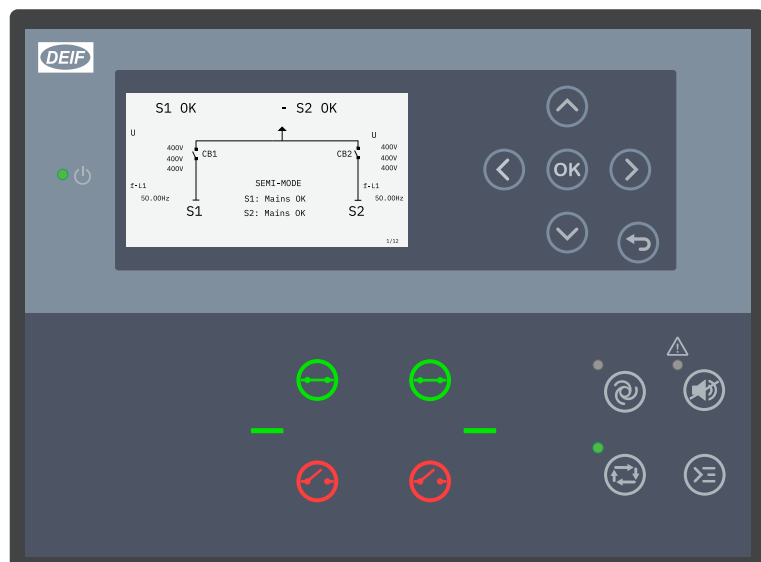 DEIF
S1 OK - S2 OK
U U
400V CB1 CB2 400V
400V 400V
400V 400V
f-L1 SEMI-MODE f-L1
50.00Hz S1: Mains OK 50.00Hz
S1 S2: Mains OK S2
1/12
OK